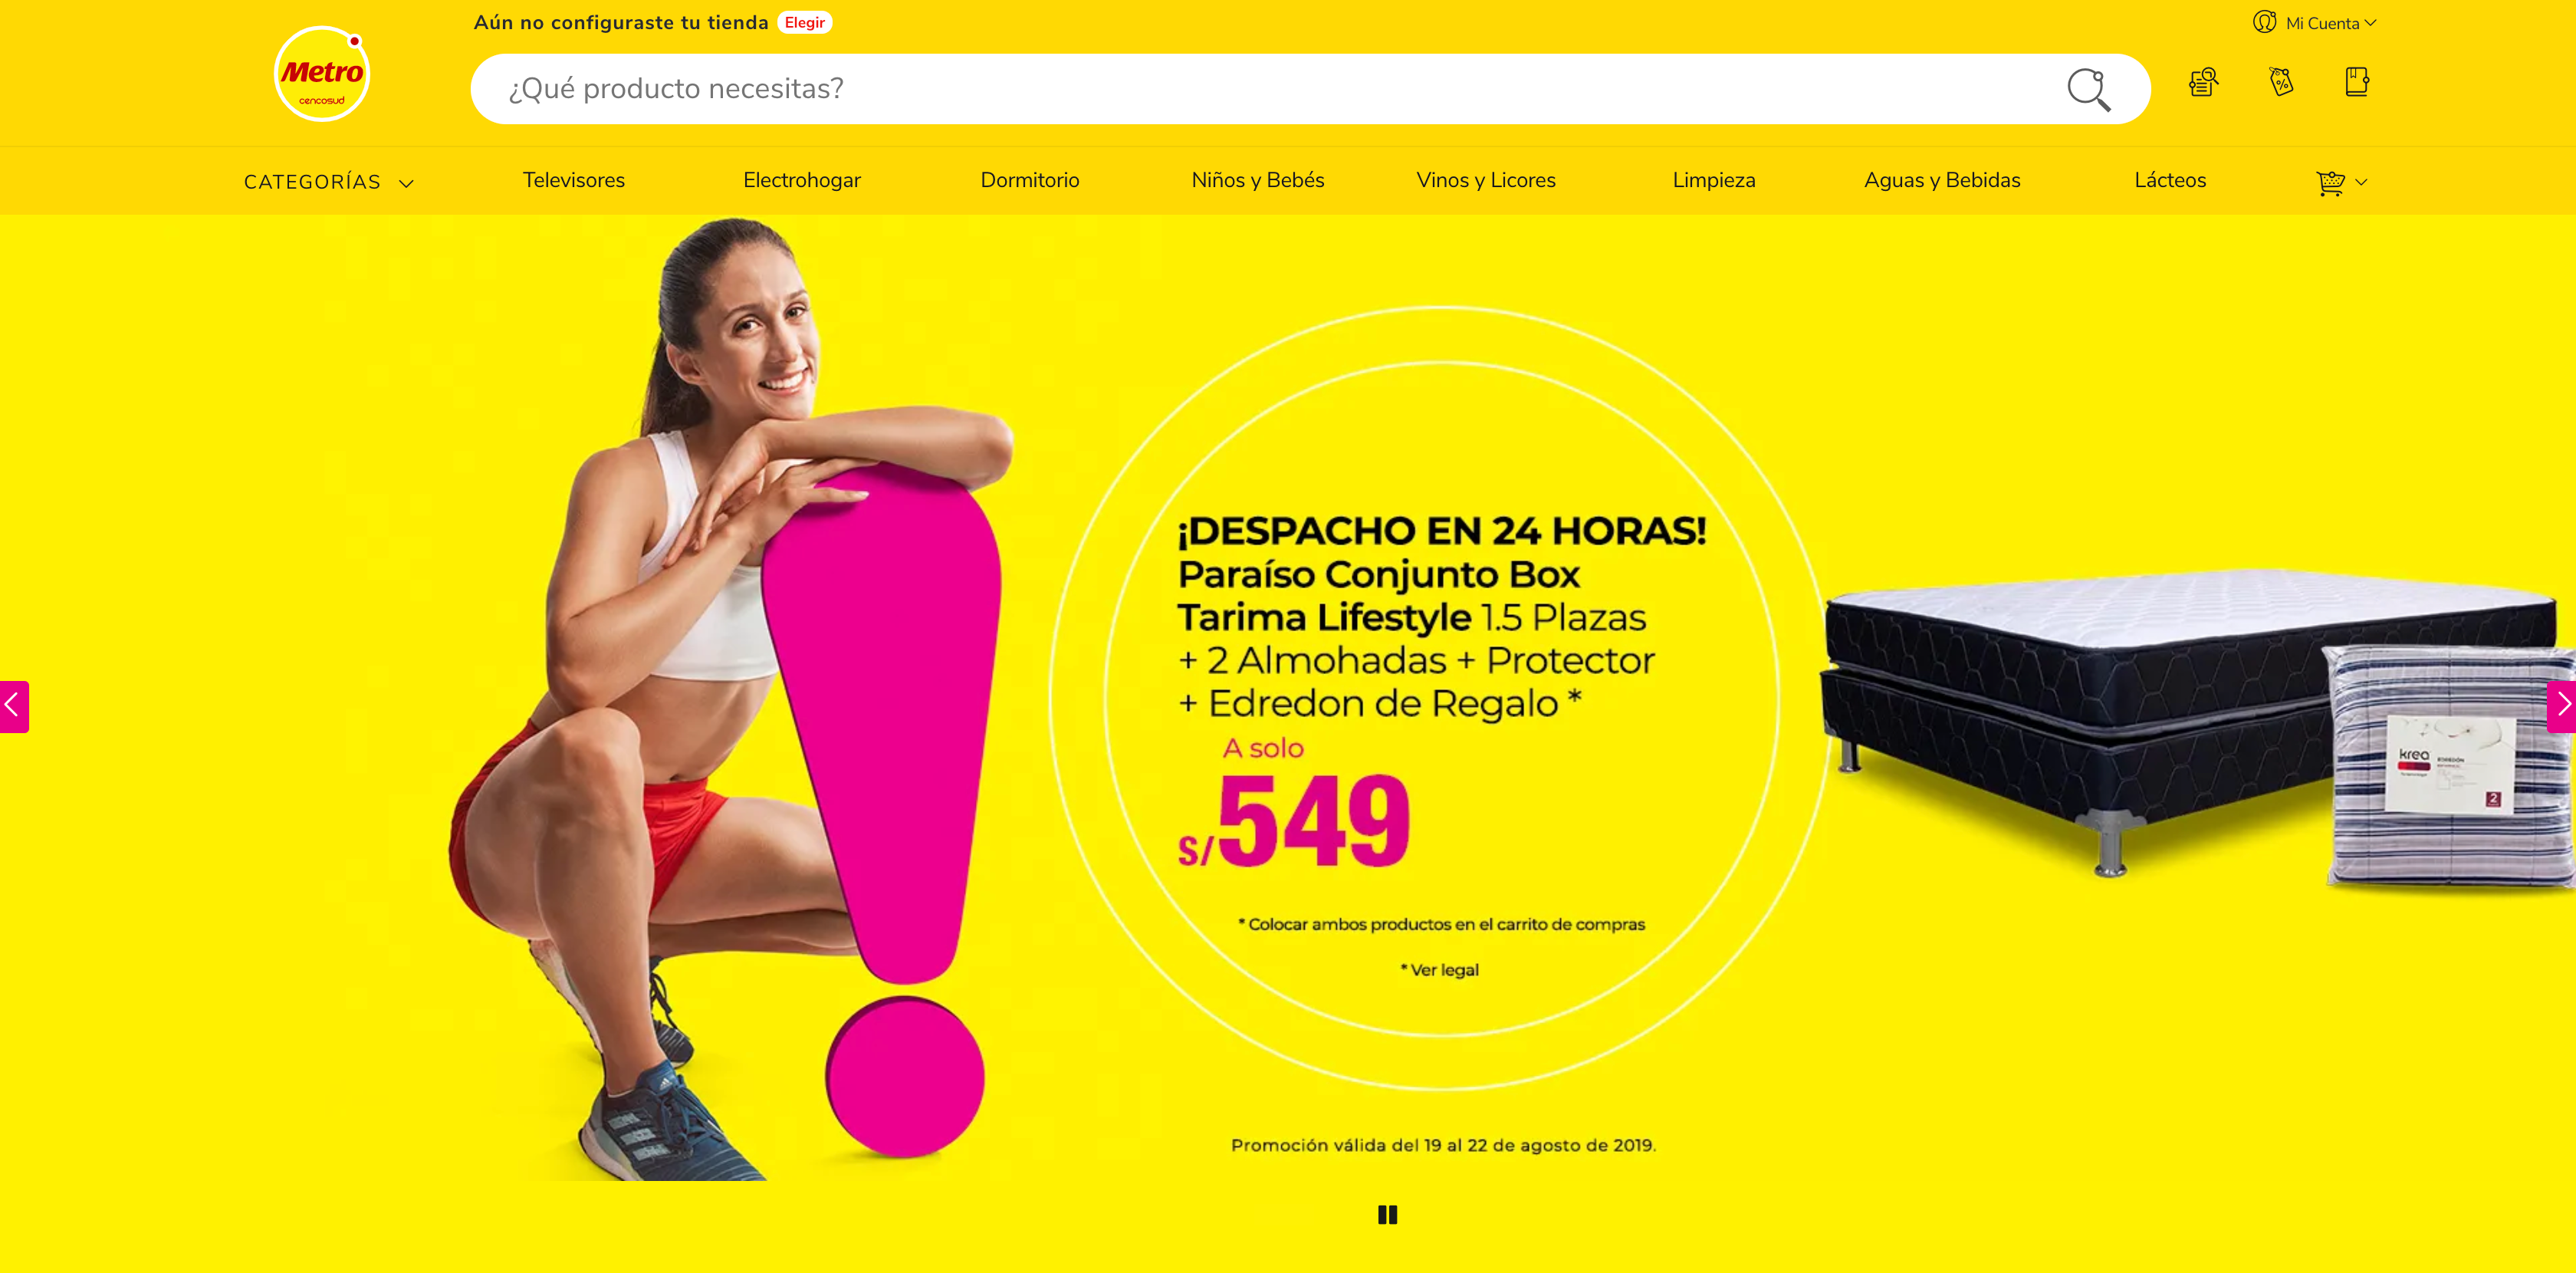 Aún no configuraste tu tienda Elegir
Mi Cuenta
Metro
cencosud
¿Qué producto necesitas?
CATEGORÍAS
Televisores
Electrohogar
Dormitorio
Niños y Bebés
Vinos y Licores
Limpieza
Aguas y Bebidas
Lácteos
¡DESPACHO EN 24 HORAS!
Paraíso Conjunto Box
Tarima Lifestyle 1.5 Plazas
+ 2 Almohadas + Protector
+ Edredon de Regalo *
A solo
S/549
* Colocar ambos productos en el carrito de compras
* Ver legal
Promoción válida del 19 al 22 de agosto de 2019.
krea
EDREDÓN
2